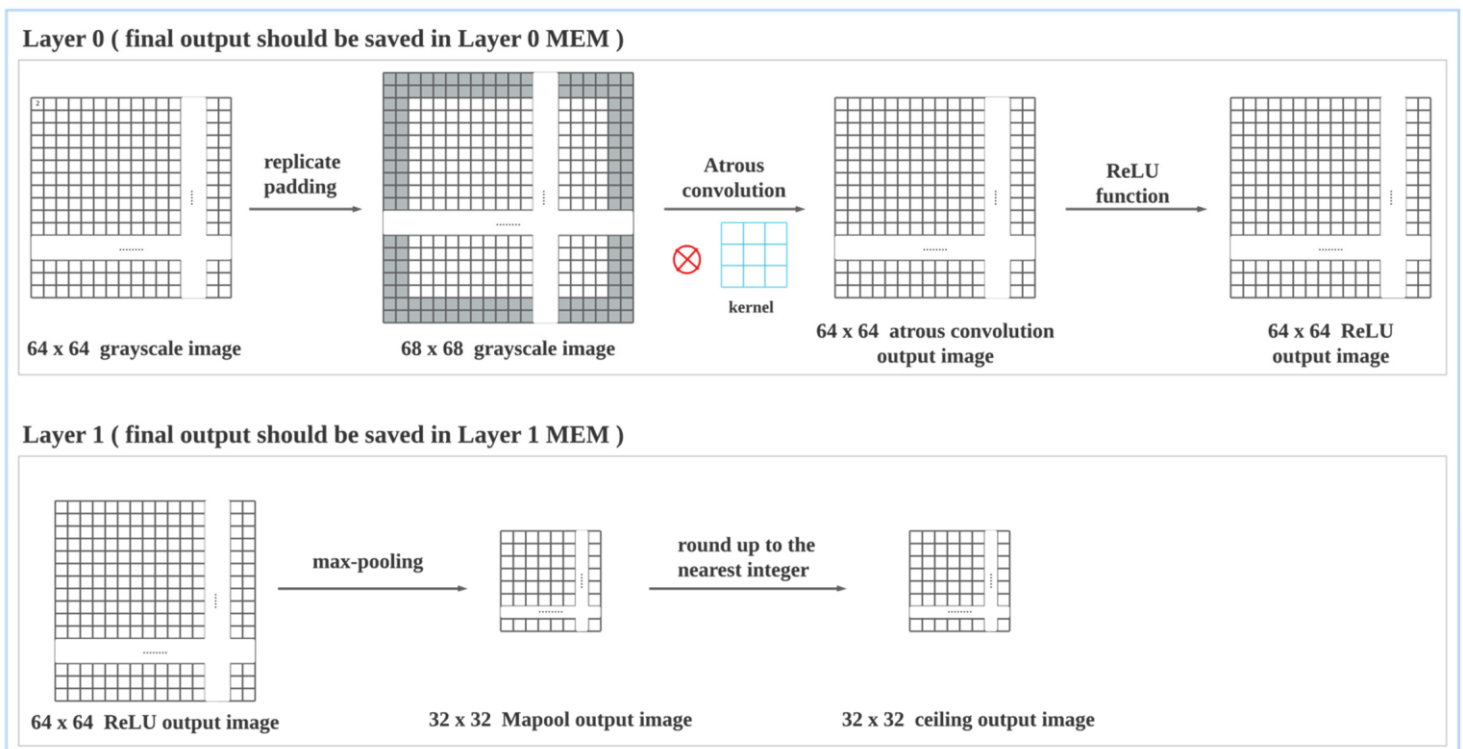 Layer 0 ( final output should be saved in Layer 0 MEM )
2
replicate
padding
Atrous
convolution
ReLU
function
kernel
64 x 64 grayscale image
68 x 68 grayscale image
64 x 64 atrous convolution
output image
64 x 64 ReLU
output image
Layer 1 ( final output should be saved in Layer 1 MEM )
max-pooling
round up to the
nearest integer
64 x 64 ReLU output image
32 x 32 Mapool output image
32 x 32 ceiling output image